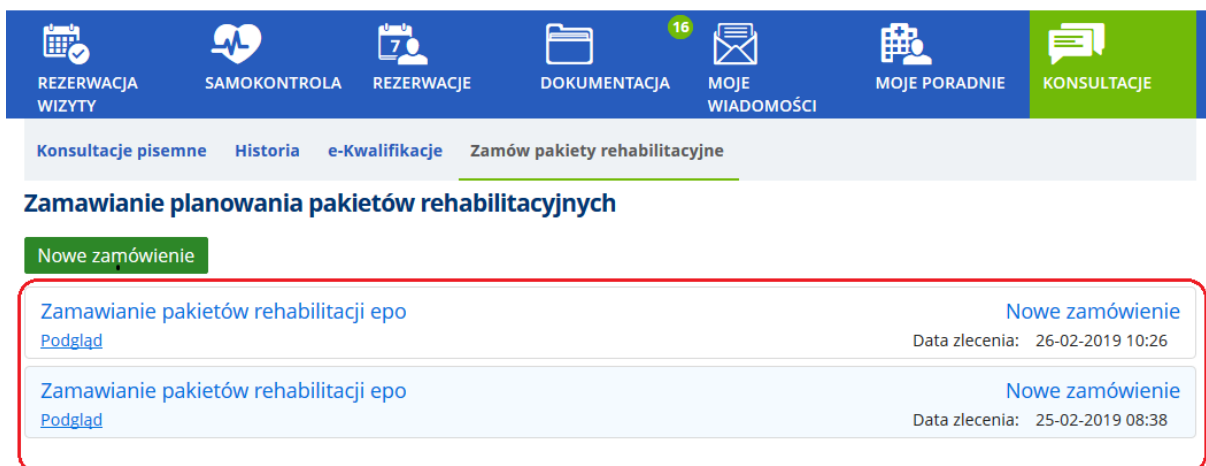 16
7
REZERWACJA
WIZYTY
SAMOKONTROLA
REZERWACJE
DOKUMENTACJA
MOJE
WIADOMOŚCI
MOJE PORADNIE
KONSULTACJE
Konsultacje pisemne Historia e-Kwalifikacje Zamów pakiety rehabilitacyjne
Zamawianie planowania pakietów rehabilitacyjnych
Nowe zamówienie
Zamawianie pakietów rehabilitacji epo Nowe zamówienie
Podgląd Data zlecenia: 26-02-2019 10:26
Zamawianie pakietów rehabilitacji epo Nowe zamówienie
Podgląd Data zlecenia: 25-02-2019 08:38